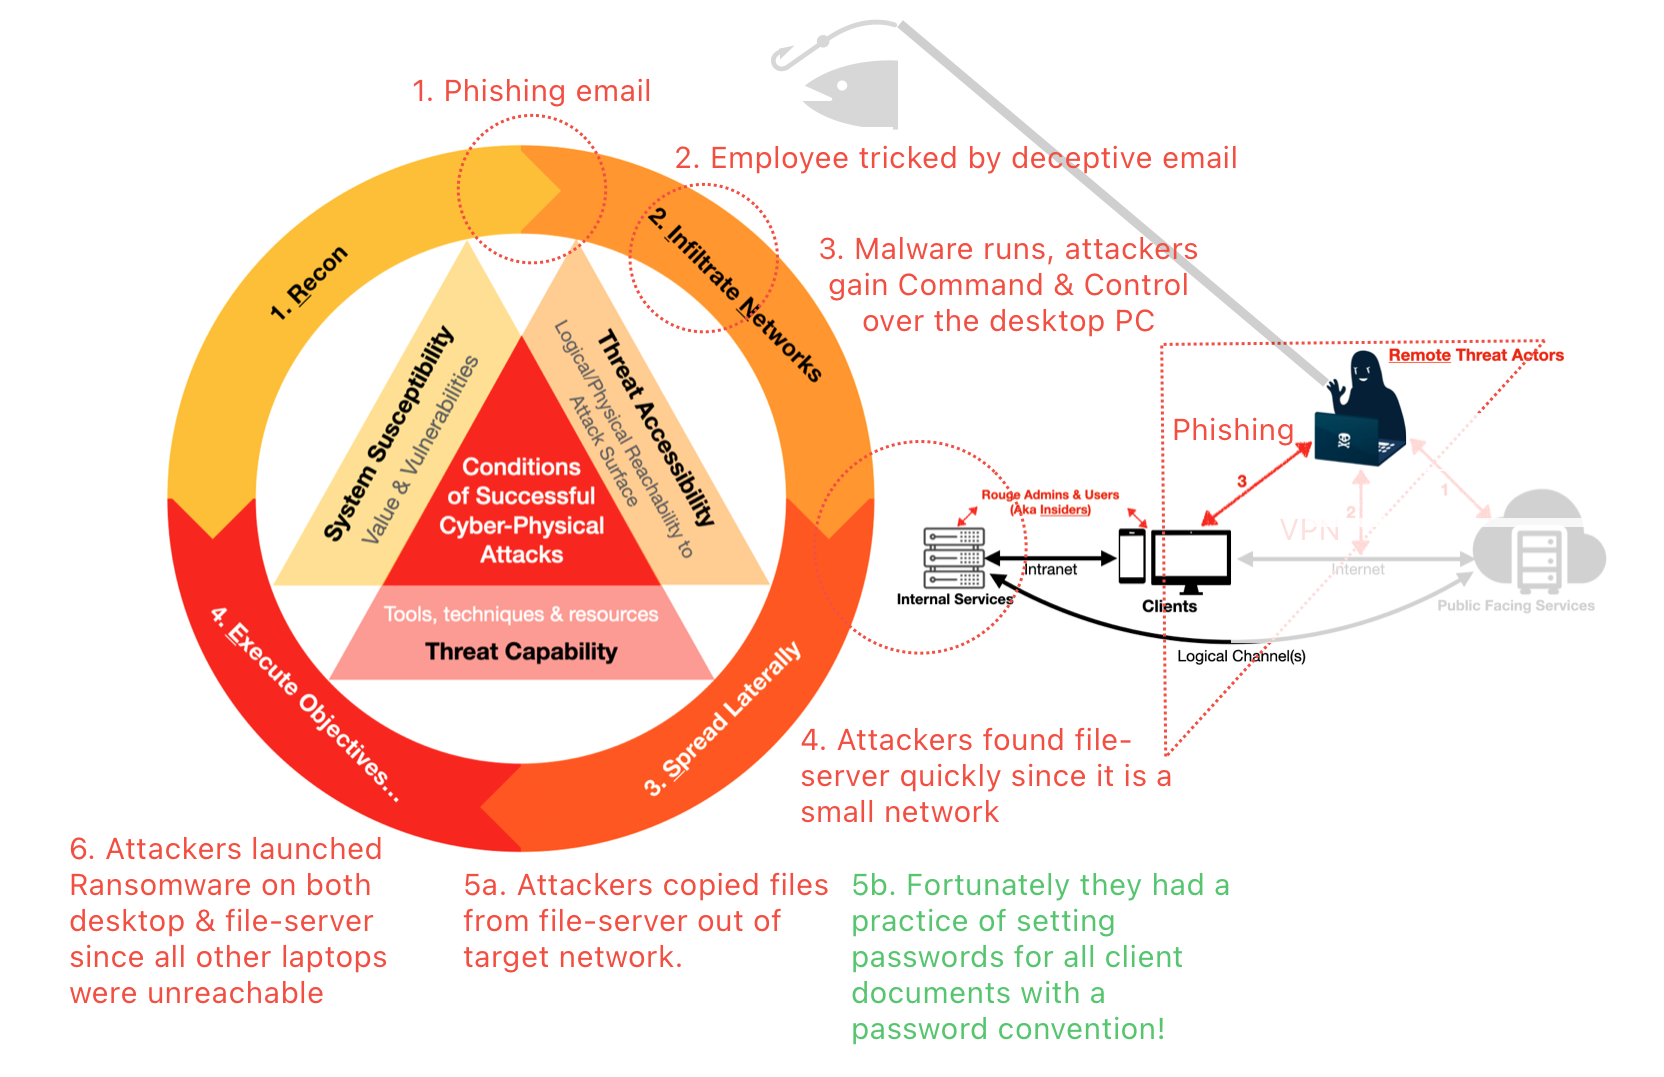 1. Phishing email
2. Employee tricked by deceptive email
3. Malware runs, attackers
gain Command & Control
over the desktop PC
1. Recon
2. Infiltrate Networks
3. Spread Laterally
4. Execute Objectives...
System Susceptibility
Value & Vulnerabilities
Threat Accessibility
Logical/Physical Reachability to
Attack Surface
Conditions
of Successful
Cyber-Physical
Attacks
Tools, techniques & resources
Threat Capability
Remote Threat Actors
Phishing
3
1
2
VPN
Rouge Admins & Users
(Aka Insiders)
Intranet
Internet
Internal Services
Clients
Public Facing Services
Logical Channel(s)
4. Attackers found file-
server quickly since it is a
small network
6. Attackers launched
Ransomware on both
desktop & file-server
since all other laptops
were unreachable
5a. Attackers copied files
from file-server out of
target network.
5b. Fortunately they had a
practice of setting
passwords for all client
documents with a
password convention!